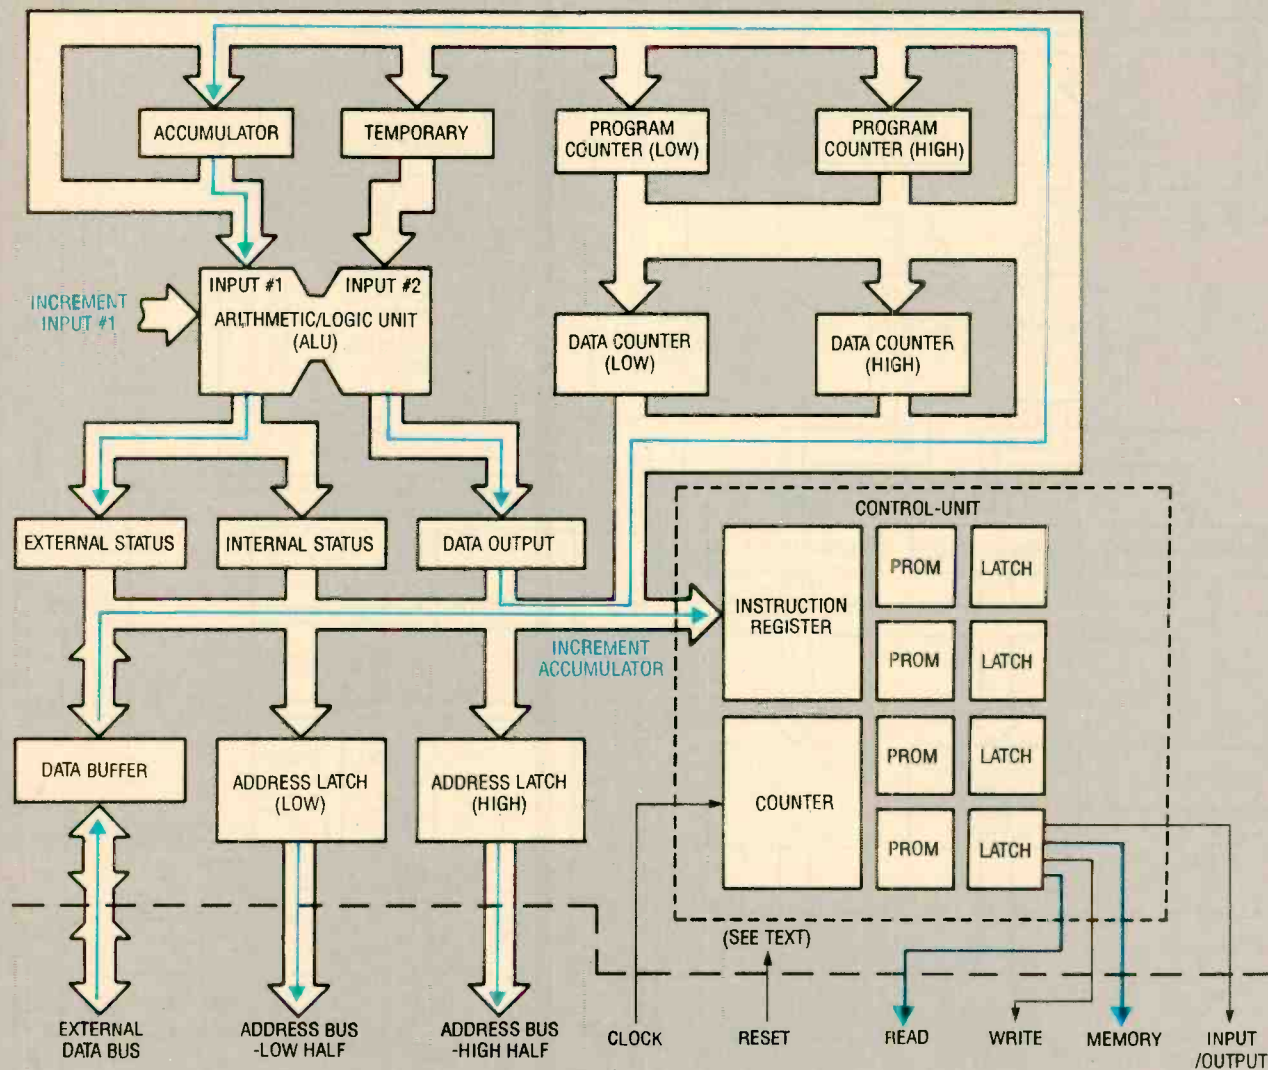 ACCUMULATOR
TEMPORARY
PROGRAM
COUNTER (LOW)
PROGRAM
COUNTER (HIGH)
INPUT #1
INPUT #2
INCREMENT
INPUT #1
ARITHMETIC/LOGIC UNIT
(ALU)
DATA COUNTER
(LOW)
DATA COUNTER
(HIGH)
EXTERNAL STATUS
INTERNAL STATUS
DATA OUTPUT
CONTROL-UNIT
PROM
LATCH
INSTRUCTION
REGISTER
PROM
LATCH
INCREMENT
ACCUMULATOR
DATA BUFFER
ADDRESS LATCH
(LOW)
ADDRESS LATCH
(HIGH)
PROM
LATCH
COUNTER
PROM
LATCH
(SEE TEXT)
EXTERNAL
DATA BUS
ADDRESS BUS
-LOW HALF
ADDRESS BUS
-HIGH HALF
CLOCK
RESET
READ
WRITE
MEMORY
INPUT
/OUTPUT